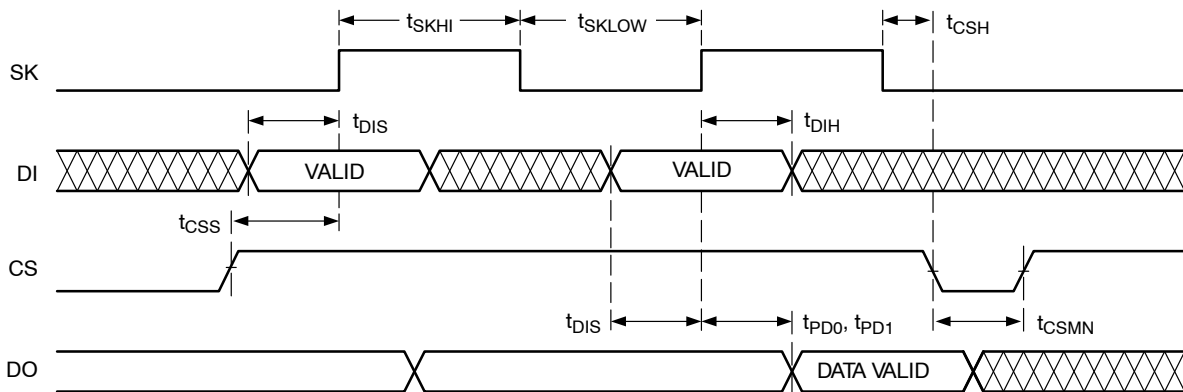 tSKHI tSKLOW tCSH
SK
tDIS tDIH
DI VALID VALID
tCSS
CS
tDIS tPD0, tPD1 tCSMN
DO DATA VALID